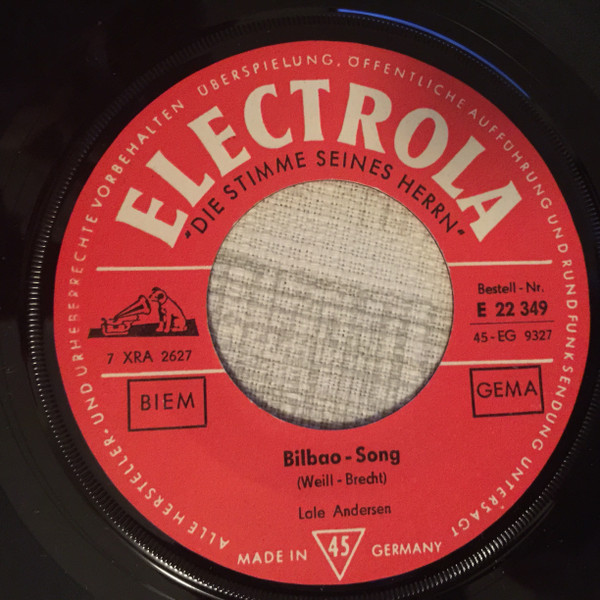 ALLE HERSTELLER- UND URHEBERRECHTE VORBEHALTEN ÜBERSPIELUNG, ÖFFENTLICHE AUFFÜHRUNG UND RUNDFUNKSENDUNG UNTERSAGT
ELECTROLA
"DIE STIMME SEINES HERRN"
Bestell-Nr.
E 22 349
45-EG 9327
7 XRA 2627
BIEM
GEMA
Bilbao-Song
(Weill-Brecht)
Lale Andersen
MADE IN 45 GERMANY